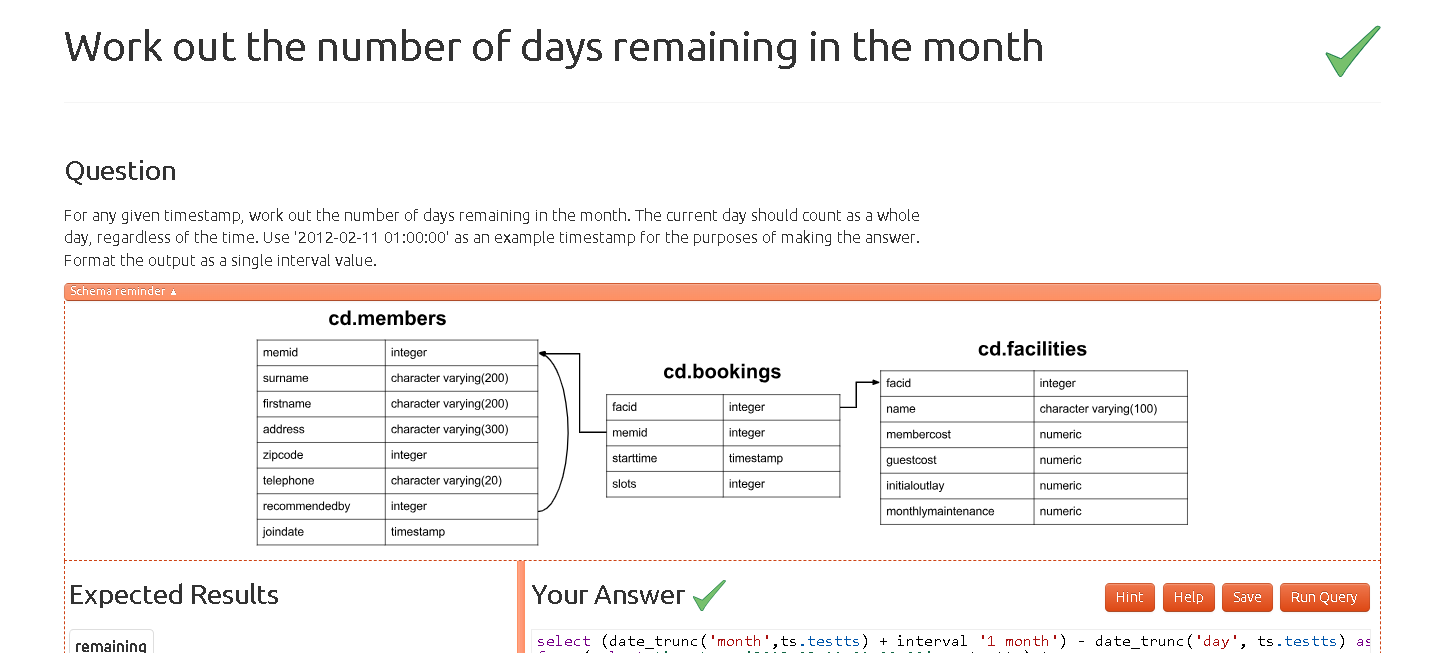 Work out the number of days remaining in the month
Question
For any given timestamp, work out the number of days remaining in the month. The current day should count as a whole
day, regardless of the time. Use '2012-02-11 01:00:00' as an example timestamp for the purposes of making the answer.
Format the output as a single interval value.
Schema reminder ▲
cd.members
memid integer
surname character varying(200)
firstname character varying(200)
address character varying(300)
zipcode integer
telephone character varying(20)
recommendedby integer
joindate timestamp
cd.bookings
facid integer
memid integer
starttime timestamp
slots integer
cd.facilities
facid integer
name character varying(100)
membercost numeric
guestcost numeric
initialoutlay numeric
monthlymaintenance numeric
Expected Results
remaining
Your Answer
Hint Help Save Run Query
select (date_trunc('month',ts.testts) + interval '1 month') - date_trunc('day', ts.testts) as